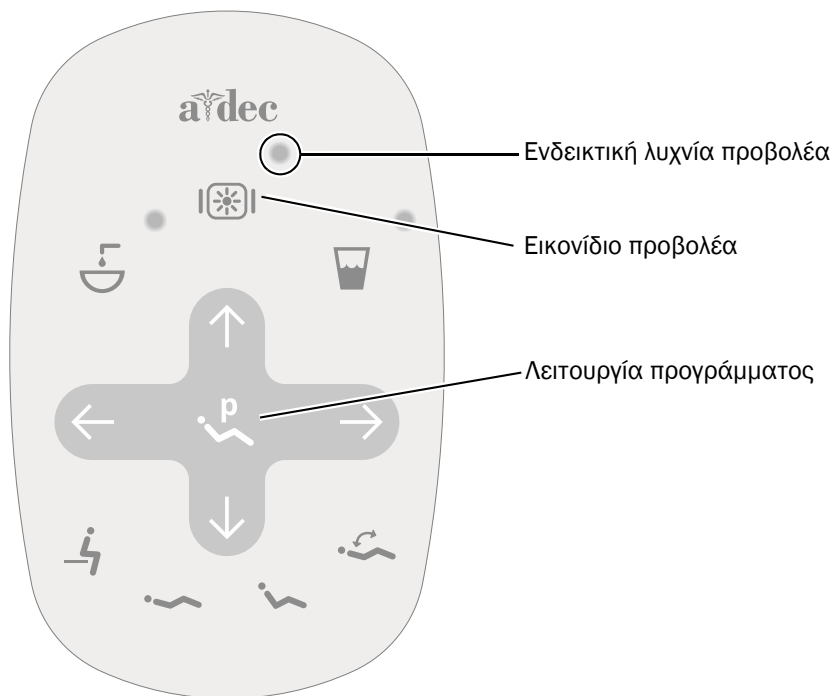 a dec
Ενδεικτική λυχνία προβολέα
Εικονίδιο προβολέα
Λειτουργία προγράμματος
p